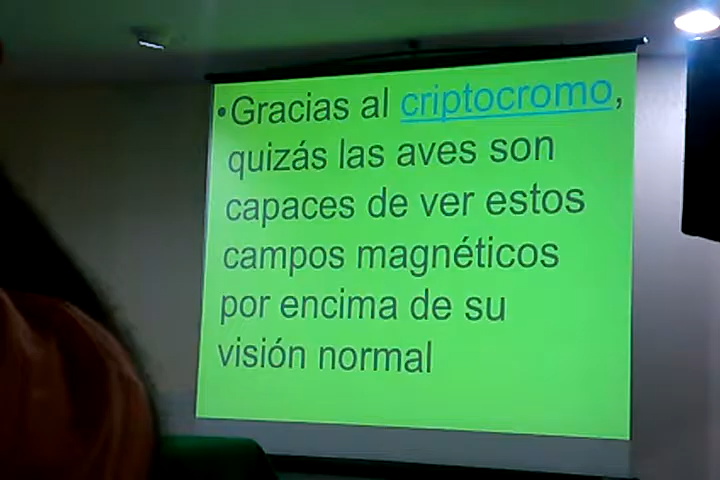 •Gracias al criptocromo,
quizás las aves son
capaces de ver estos
campos magnéticos
por encima de su
visión normal